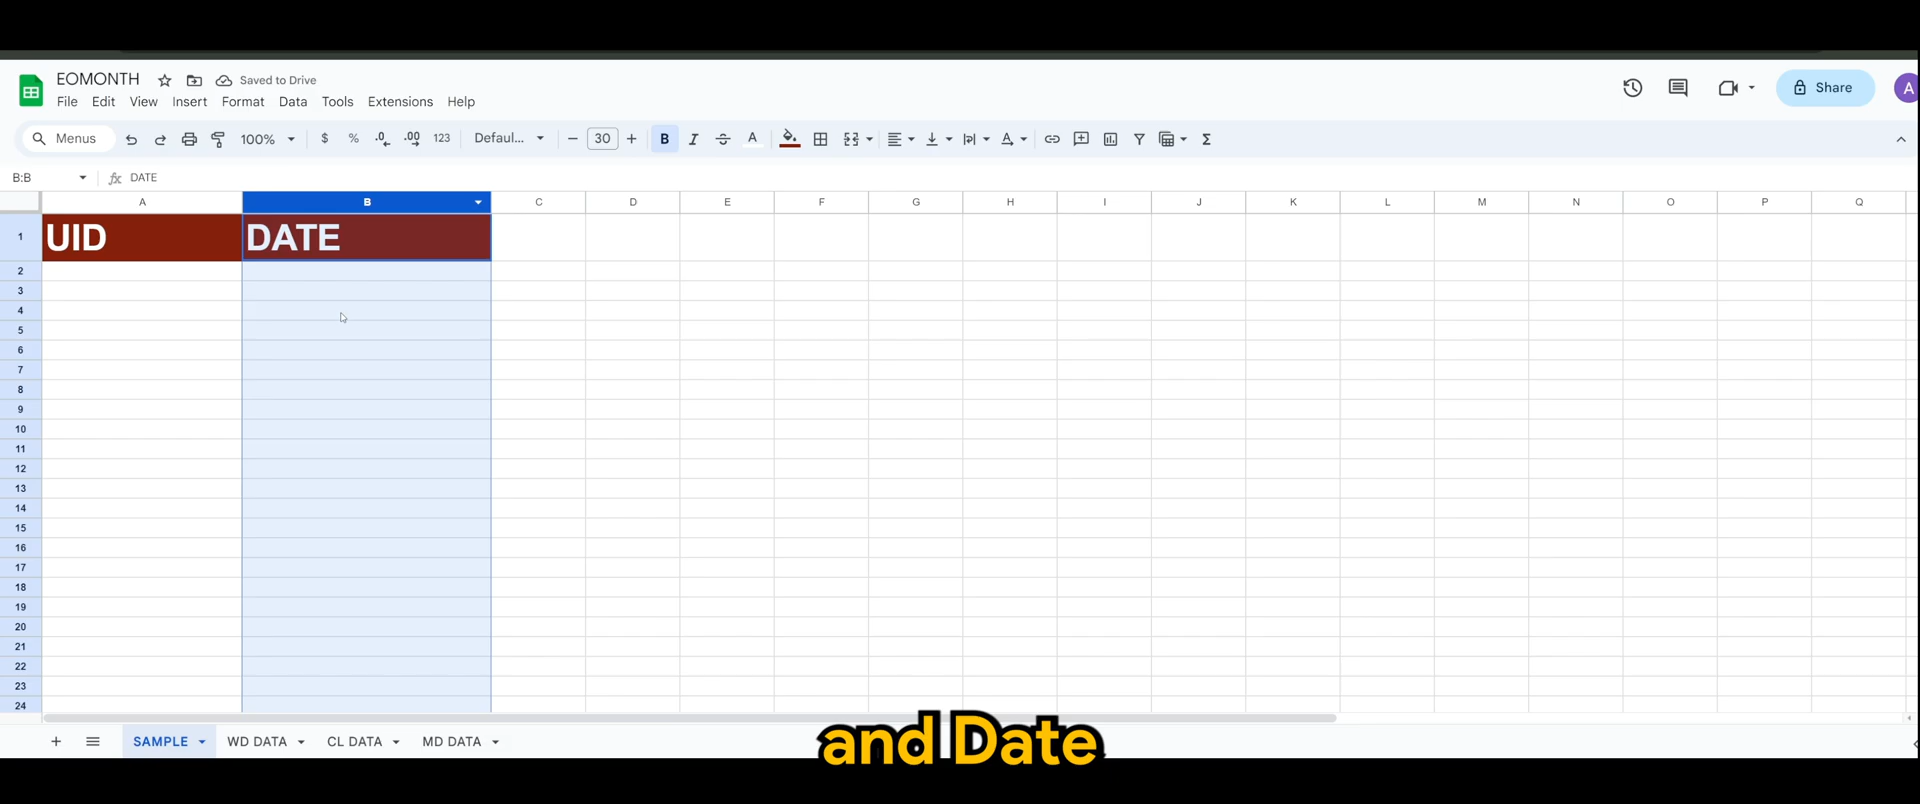 EOMONTH Saved to Drive
File Edit View Insert Format Data Tools Extensions Help
Share
A
Menus 100% $ % .0 .00 123 Defaul... 30 B I S A A Σ
B:B fx DATE
A B C D E F G H I J K L M N O P Q
1 UID DATE
2
3
4
5
6
7
8
9
10
11
12
13
14
15
16
17
18
19
20
21
22
23
24
and Date
SAMPLE WD DATA CL DATA MD DATA